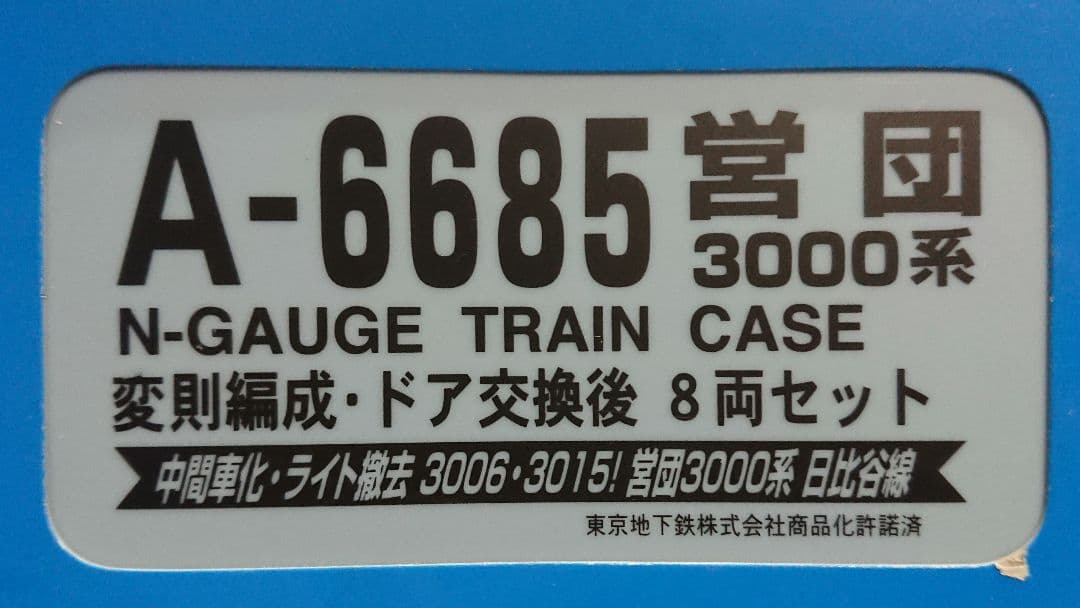 A-6685 営団
3000系
N-GAUGE TRAIN CASE
変則編成・ドア交換後 8両セット
中間車化・ライト撤去 3006・3015! 営団3000系 日比谷線
東京地下鉄株式会社商品化許諾済